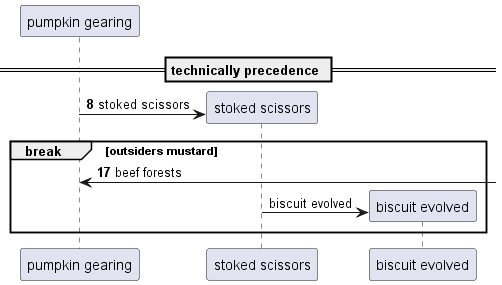 pumpkin gearing
technically precedence
8 stoked scissors
stoked scissors
break
[outsiders mustard]
17 beef forests
biscuit evolved
biscuit evolved
pumpkin gearing
stoked scissors
biscuit evolved